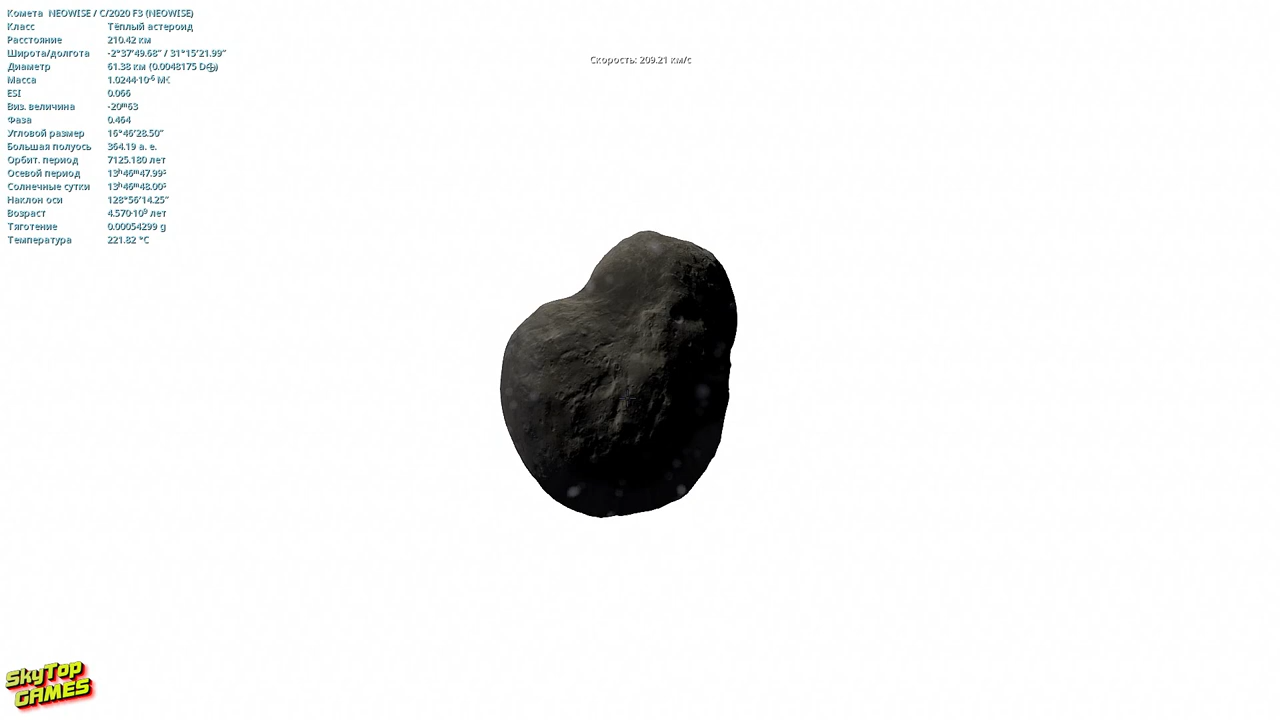 Комета NEOWISE / C/2020 F3 (NEOWISE)
Класс Тёплый астероид
Расстояние 210.42 км
Широта/долгота -2°37'49.68" / 31°15'21.99"
Диаметр 61.38 км (0.0048175 D⊕)
Масса 1.0244·10⁻⁶ M☾
ESI 0.066
Виз. величина -20ᵐ63
Фаза 0.464
Угловой размер 16°46'28.50"
Большая полуось 364.19 а. е.
Орбит. период 7125.180 лет
Осевой период 13ʰ46ᵐ47.99ˢ
Солнечные сутки 13ʰ46ᵐ48.00ˢ
Наклон оси 128°56'14.25"
Возраст 4.570·10⁹ лет
Тяготение 0.00054299 g
Температура 221.82 °C
Скорость: 209.21 км/с
SkyTop
GAMES